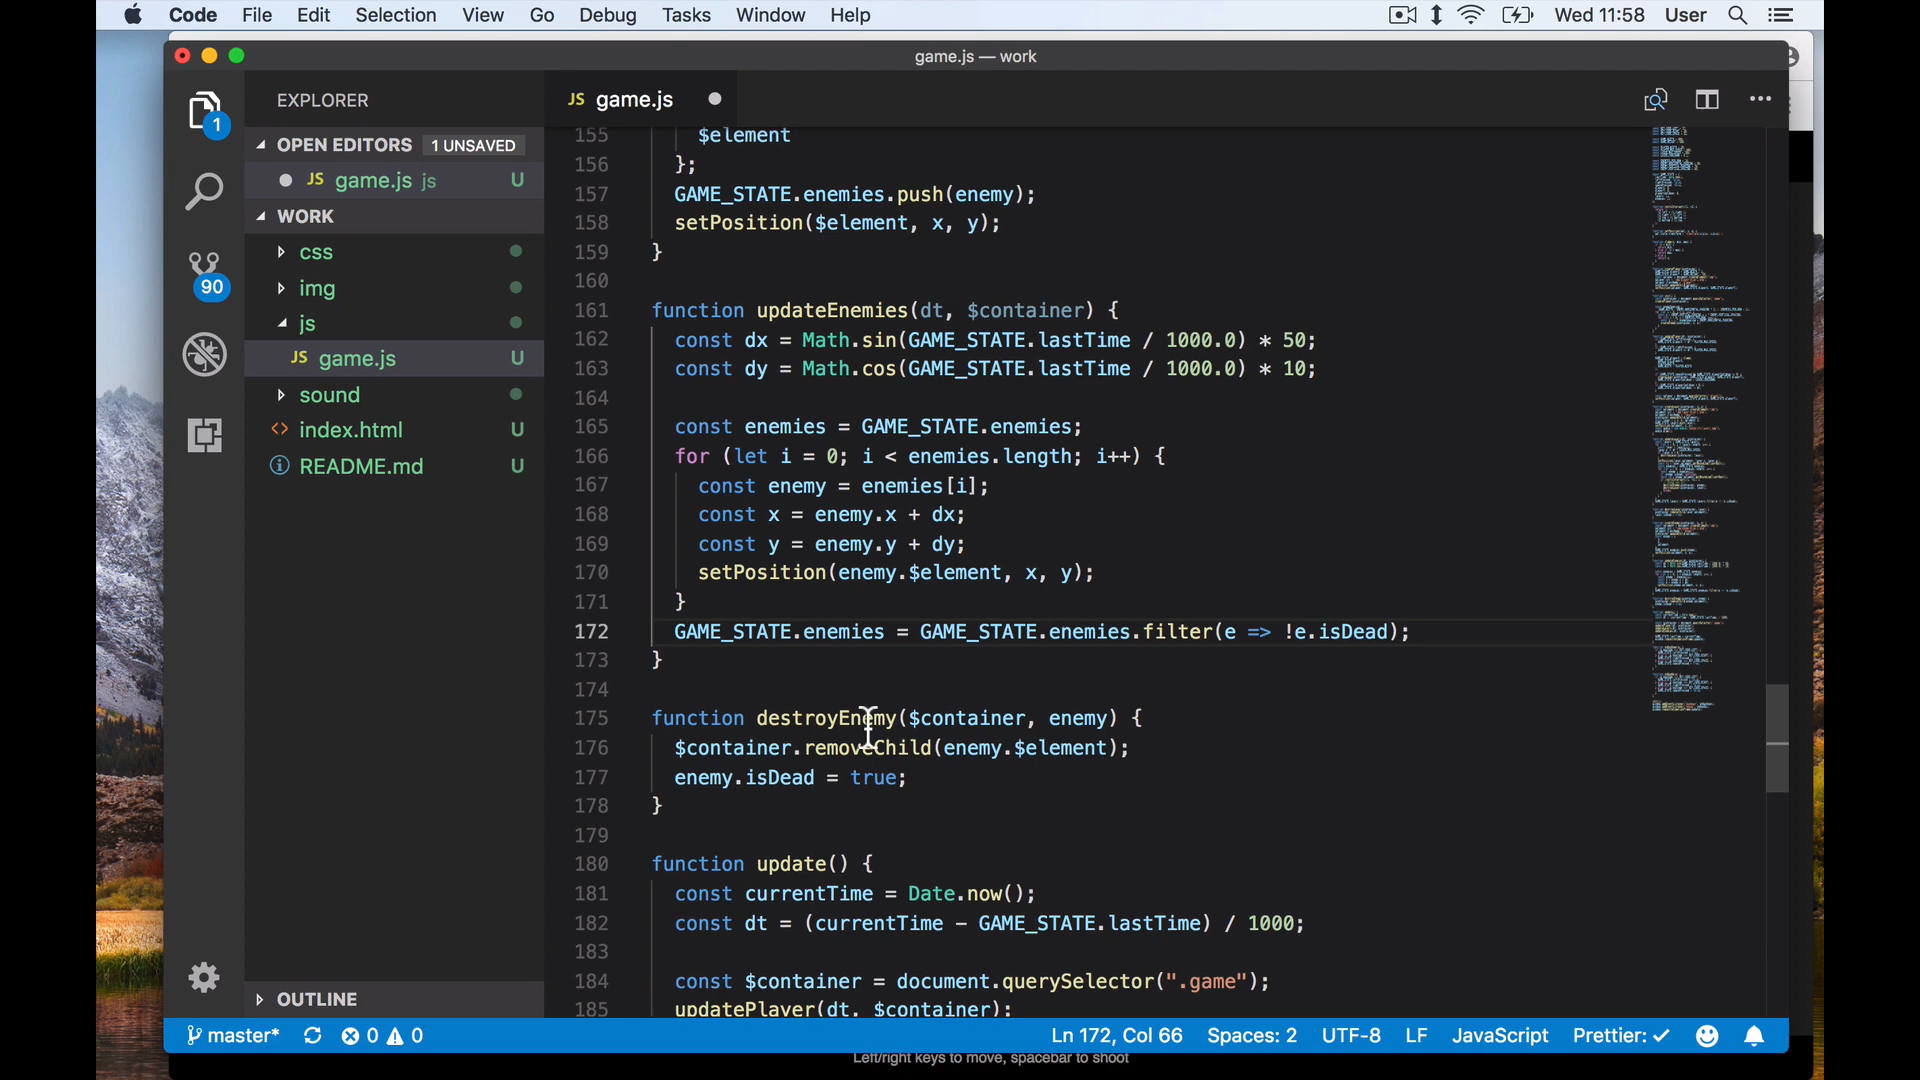 Code File Edit Selection View Go Debug Tasks Window Help Wed 11:58 User
game.js — work
EXPLORER
JS game.js
1
OPEN EDITORS 1 UNSAVED
JS game.js js U
WORK
css
img
90
js
JS game.js U
sound
index.html U
README.md U
OUTLINE
155 $element
156 };
157 GAME_STATE.enemies.push(enemy);
158 setPosition($element, x, y);
159 }
160
161 function updateEnemies(dt, $container) {
162 const dx = Math.sin(GAME_STATE.lastTime / 1000.0) * 50;
163 const dy = Math.cos(GAME_STATE.lastTime / 1000.0) * 10;
164
165 const enemies = GAME_STATE.enemies;
166 for (let i = 0; i < enemies.length; i++) {
167 const enemy = enemies[i];
168 const x = enemy.x + dx;
169 const y = enemy.y + dy;
170 setPosition(enemy.$element, x, y);
171 }
172 GAME_STATE.enemies = GAME_STATE.enemies.filter(e => !e.isDead);
173 }
174
175 function destroyEnemy($container, enemy) {
176 $container.removeChild(enemy.$element);
177 enemy.isDead = true;
178 }
179
180 function update() {
181 const currentTime = Date.now();
182 const dt = (currentTime - GAME_STATE.lastTime) / 1000;
183
184 const $container = document.querySelector(".game");
185 updatePlayer(dt, $container);
master* 0 0 Ln 172, Col 66 Spaces: 2 UTF-8 LF JavaScript Prettier: ✓
Left/right keys to move, spacebar to shoot